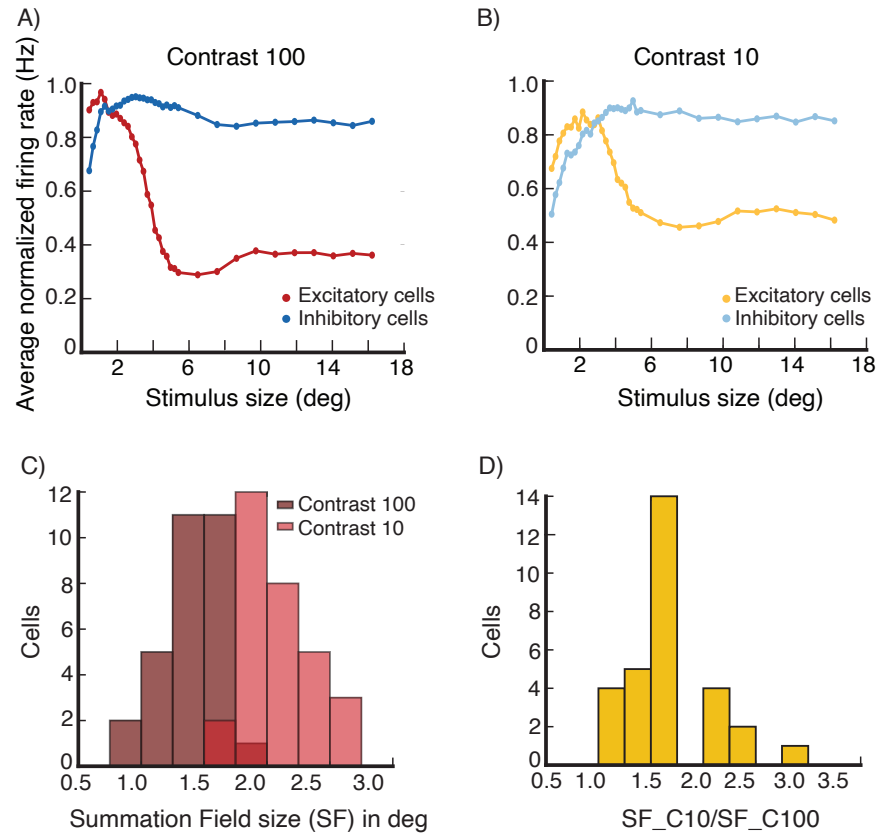 A)
Contrast 100
Average normalized firing rate (Hz)
1.0
0.8
0.6
0.4
0.2
0
Excitatory cells
Inhibitory cells
2 6 10 14 18
Stimulus size (deg)
B)
Contrast 10
1.0
0.8
0.6
0.4
0.2
0
Excitatory cells
Inhibitory cells
2 6 10 14 18
Stimulus size (deg)
C)
12
10
8
6
4
2
0
Cells
Contrast 100
Contrast 10
0.5 1.0 1.5 2.0 2.5 3.0
Summation Field size (SF) in deg
D)
14
12
10
8
6
4
2
0
Cells
0.5 1.0 1.5 2.0 2.5 3.0 3.5
SF_C10/SF_C100